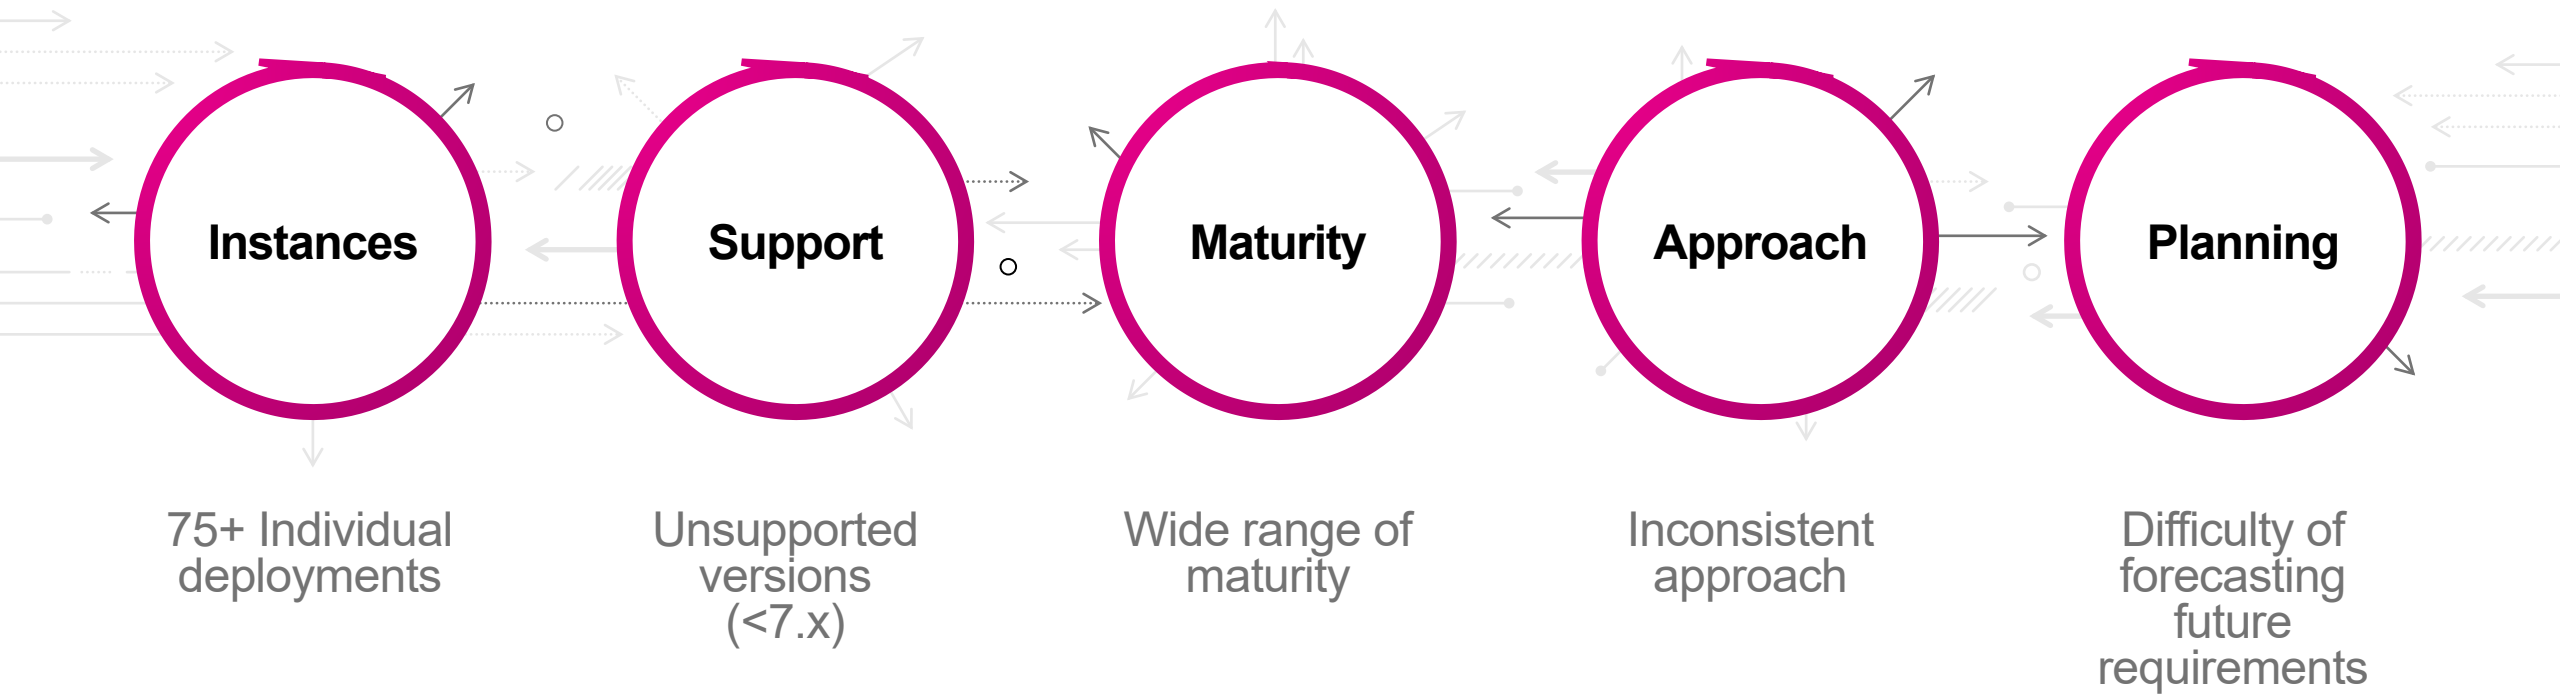 Instances
Support
Maturity
Approach
Planning
75+ Individual
deployments
Unsupported
versions
(<7.x)
Wide range of
maturity
Inconsistent
approach
Difficulty of
forecasting
future
requirements